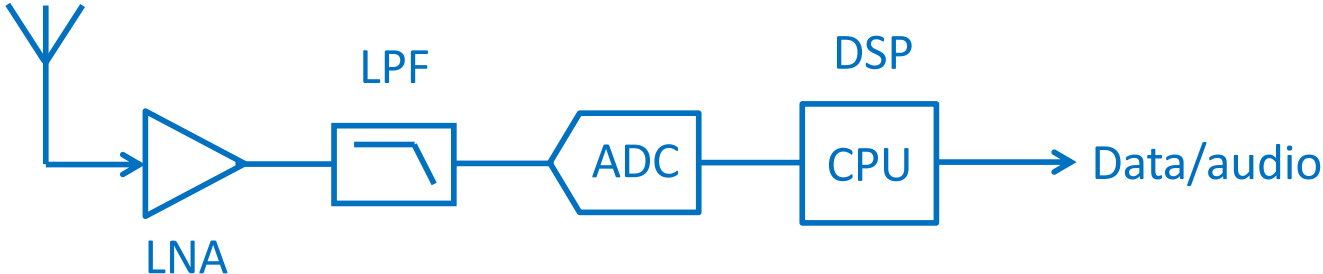 LPF
DSP
ADC
CPU
Data/audio
LNA